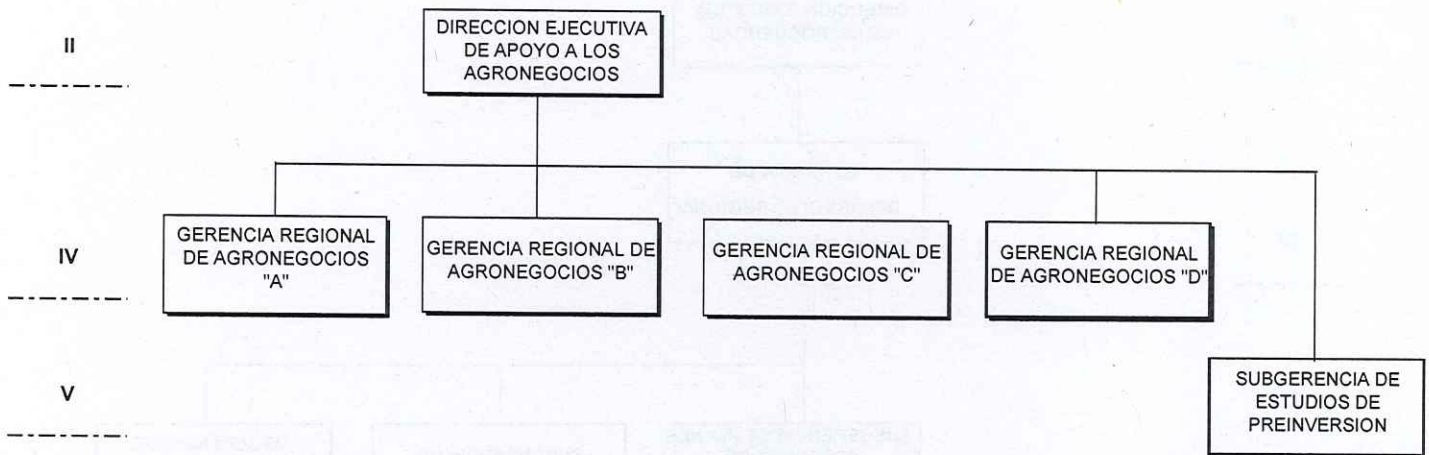 II
DIRECCION EJECUTIVA
DE APOYO A LOS
AGRONEGOCIOS
IV
GERENCIA REGIONAL
DE AGRONEGOCIOS
"A"
GERENCIA REGIONAL DE
AGRONEGOCIOS "B"
GERENCIA REGIONAL DE
AGRONEGOCIOS "C"
GERENCIA REGIONAL
DE AGRONEGOCIOS "D"
V
SUBGERENCIA DE
ESTUDIOS DE
PREINVERSION